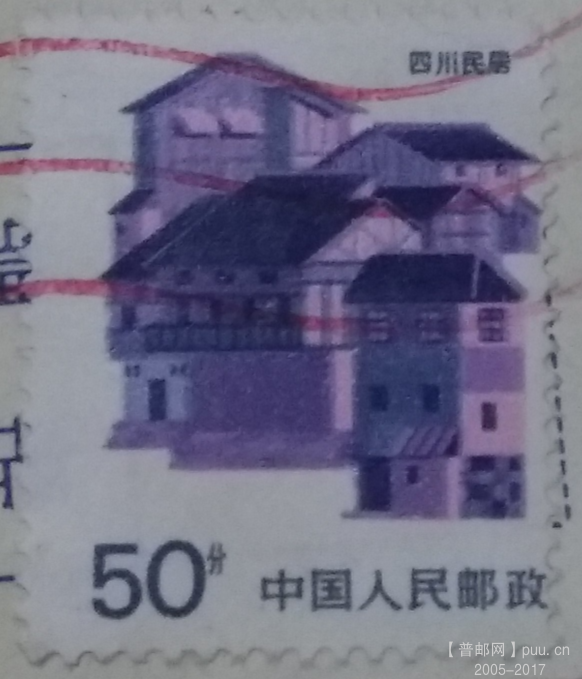 四川民居
50分
中国人民邮政
【普邮网】puu.cn
2005-2017